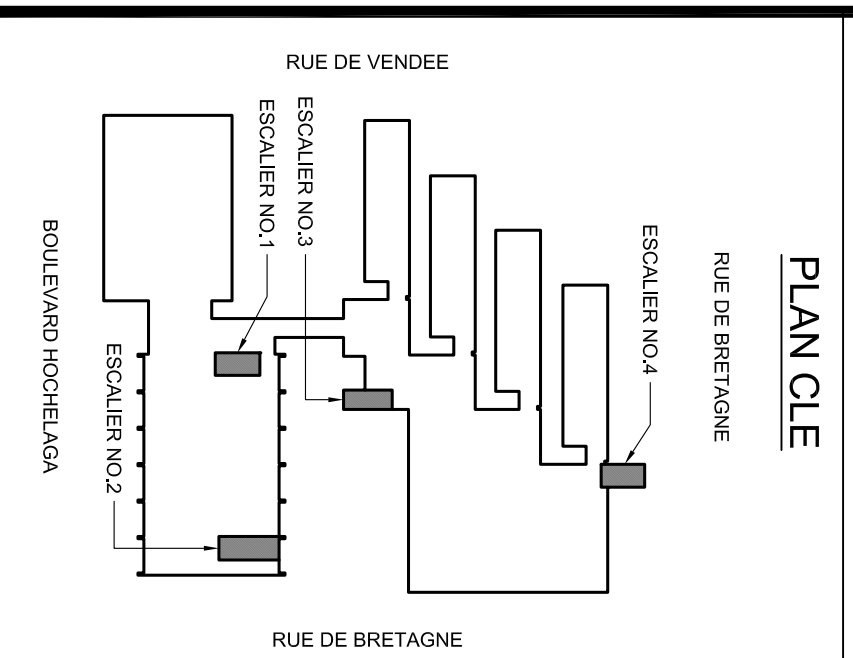 PLAN CLE
RUE DE VENDEE
ESCALIER NO.1
ESCALIER NO.3
ESCALIER NO.4
RUE DE BRETAGNE
BOULEVARD HOCHELAGA
ESCALIER NO.2
RUE DE BRETAGNE